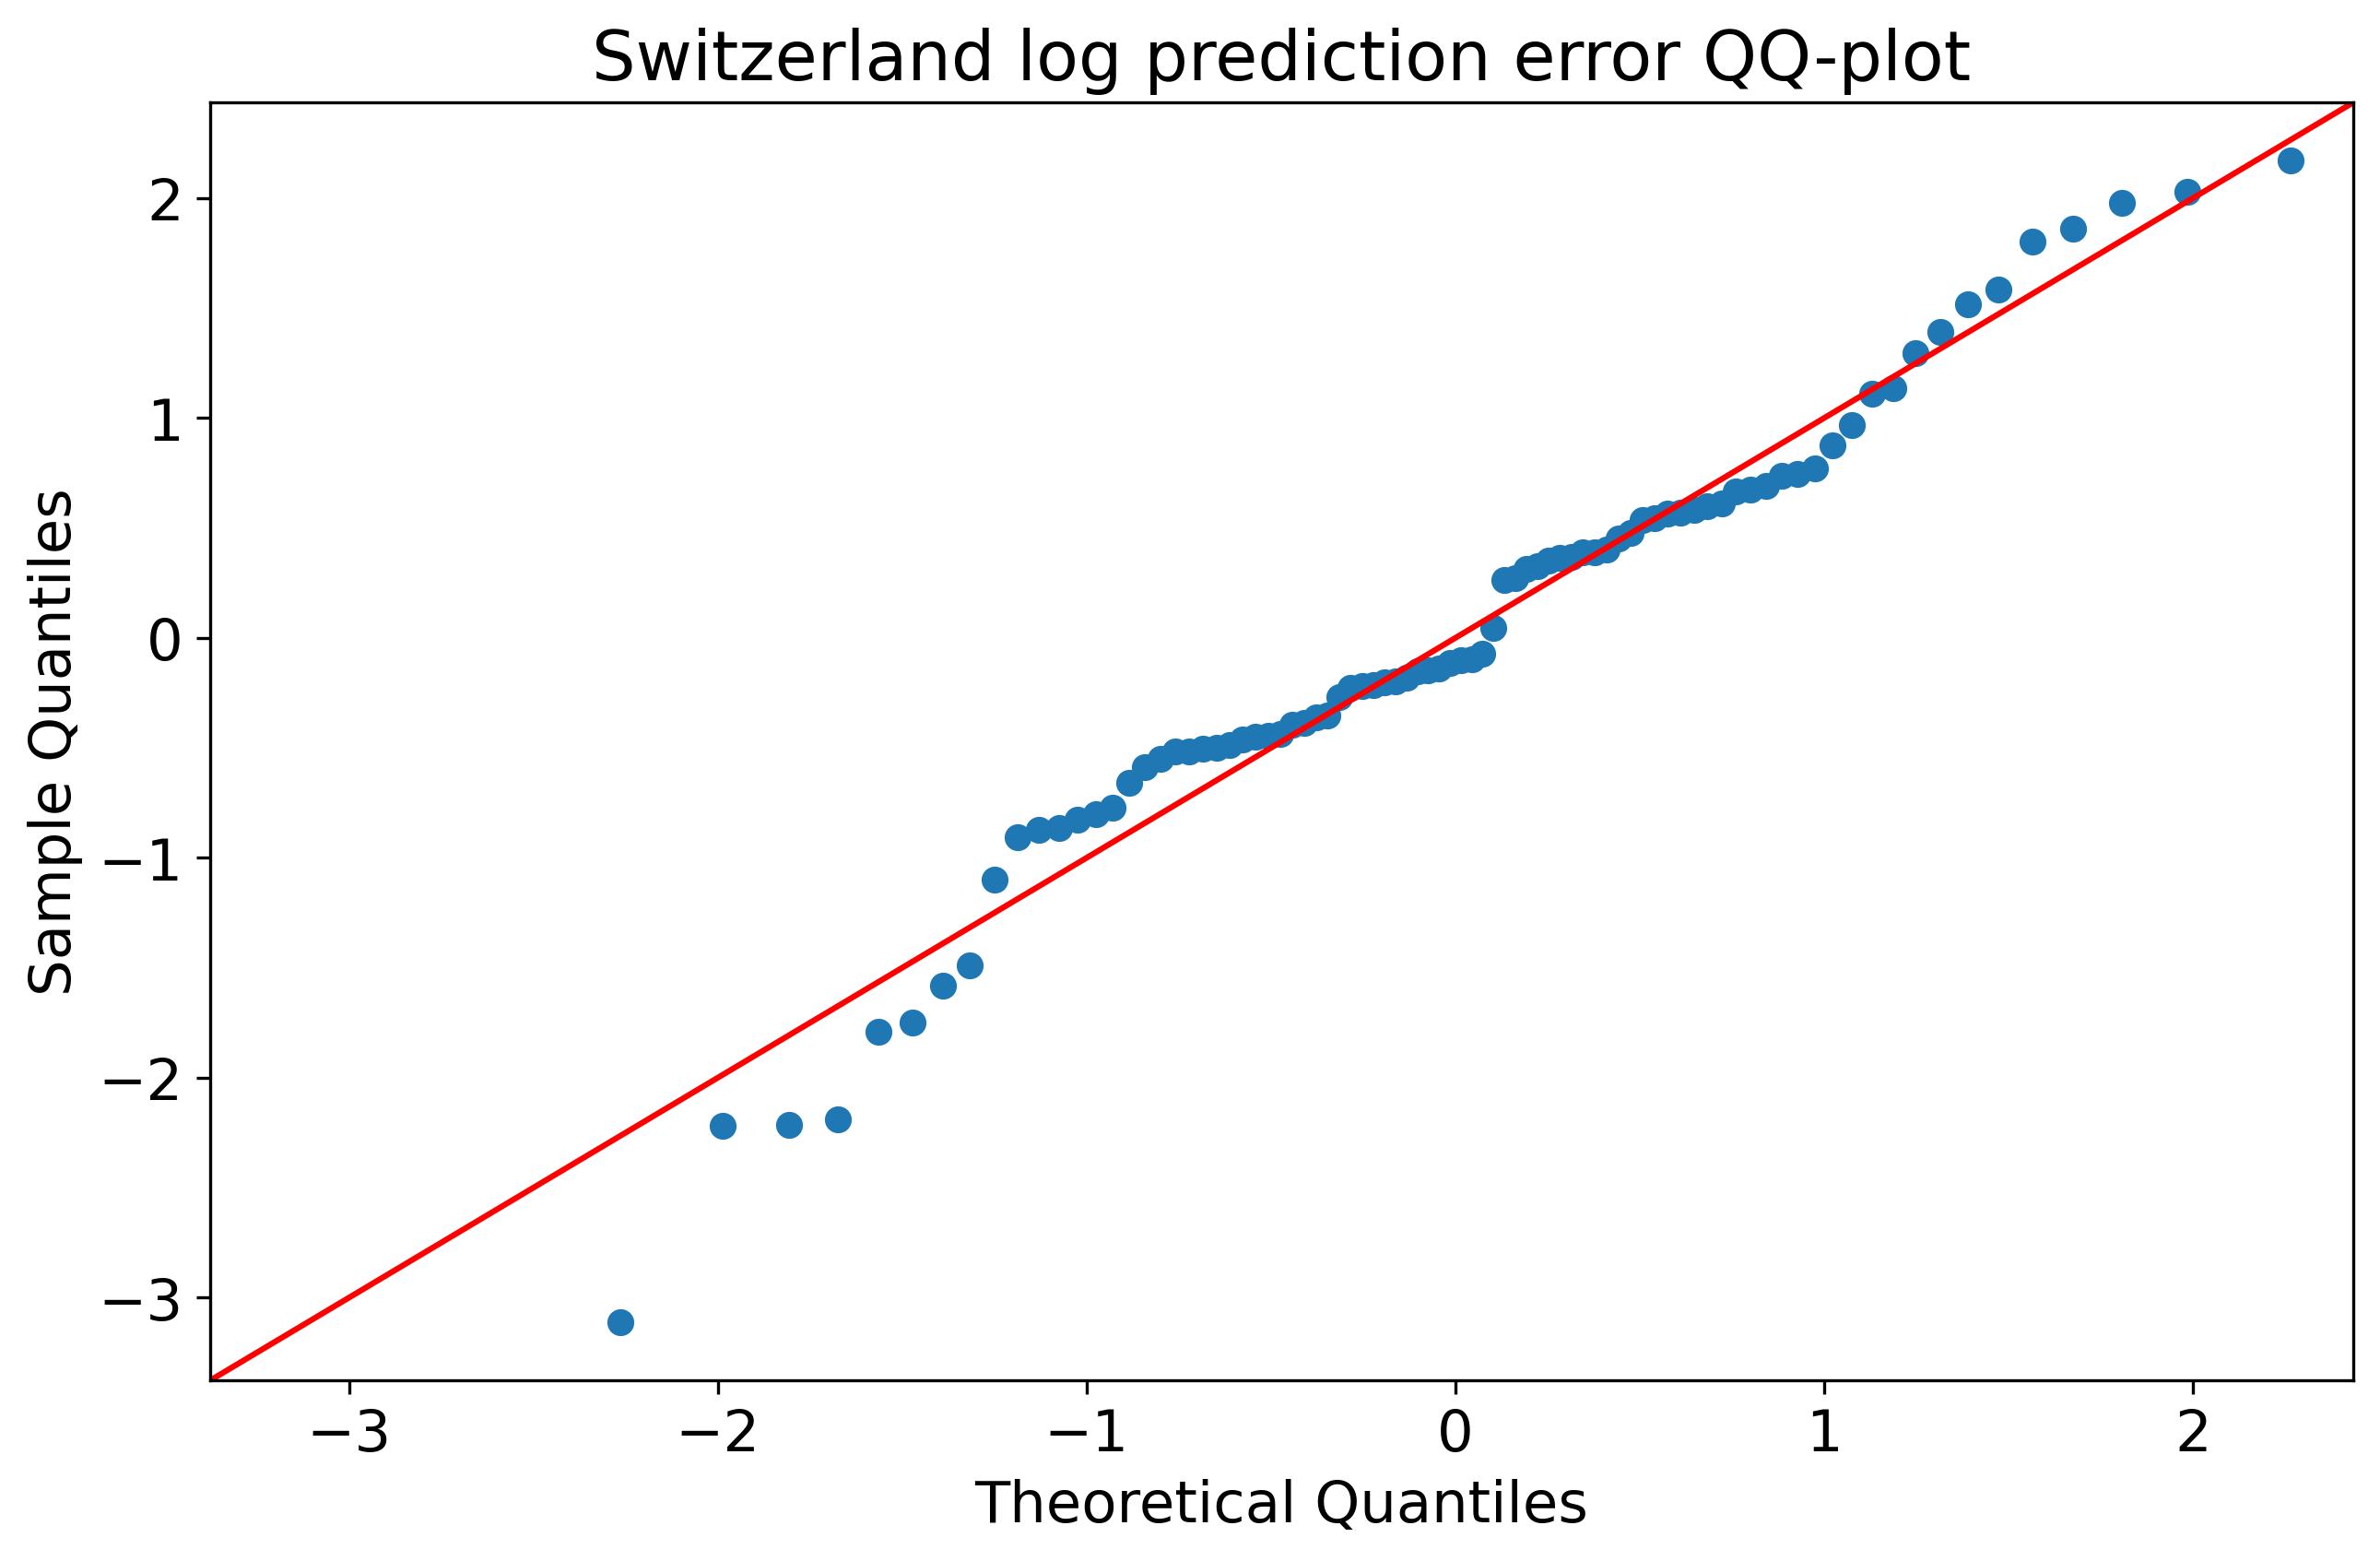 Switzerland log prediction error QQ-plot
2
1
0
−1
−2
−3
Sample Quantiles
−3 −2 −1 0 1 2
Theoretical Quantiles